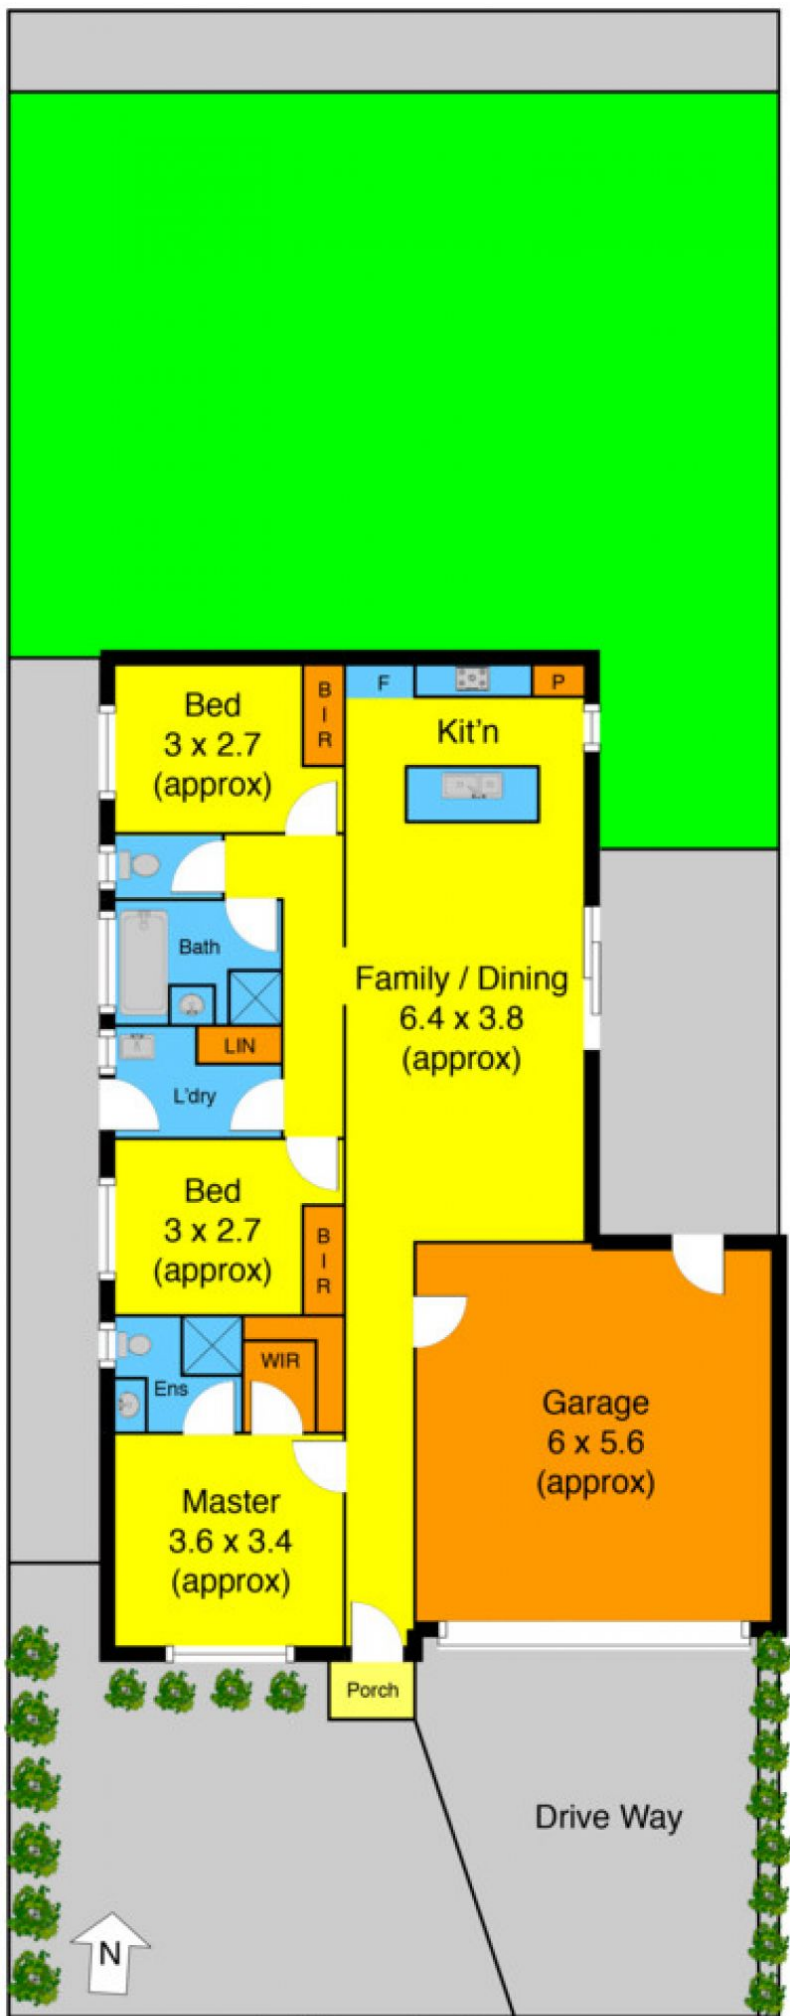 Bed
3 x 2.7
(approx)
B
I
R
F
P
Kit'n
Bath
Family / Dining
6.4 x 3.8
(approx)
LIN
L'dry
Bed
3 x 2.7
(approx)
B
I
R
WIR
Ens
Garage
6 x 5.6
(approx)
Master
3.6 x 3.4
(approx)
Porch
Drive Way
N